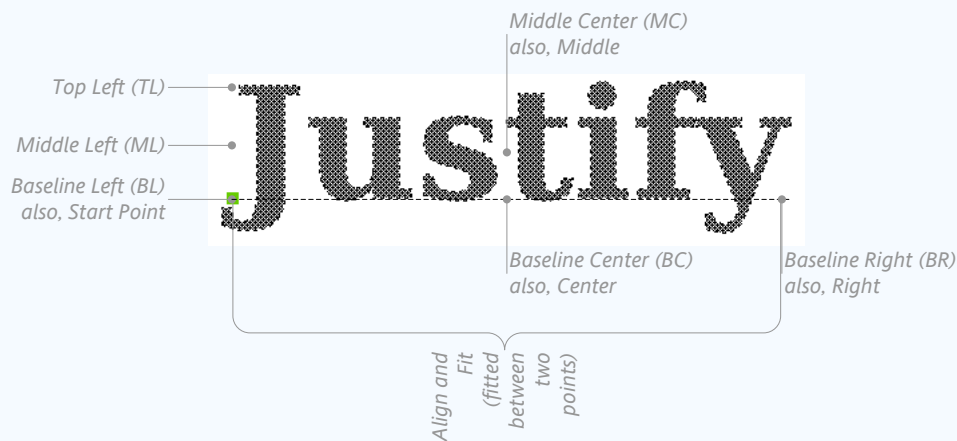 Middle Center (MC)
also, Middle
Top Left (TL)
Middle Left (ML)
Baseline Left (BL)
also, Start Point
Justify
Baseline Center (BC)
also, Center
Baseline Right (BR)
also, Right
Align and
Fit
(fitted
between
two
points)